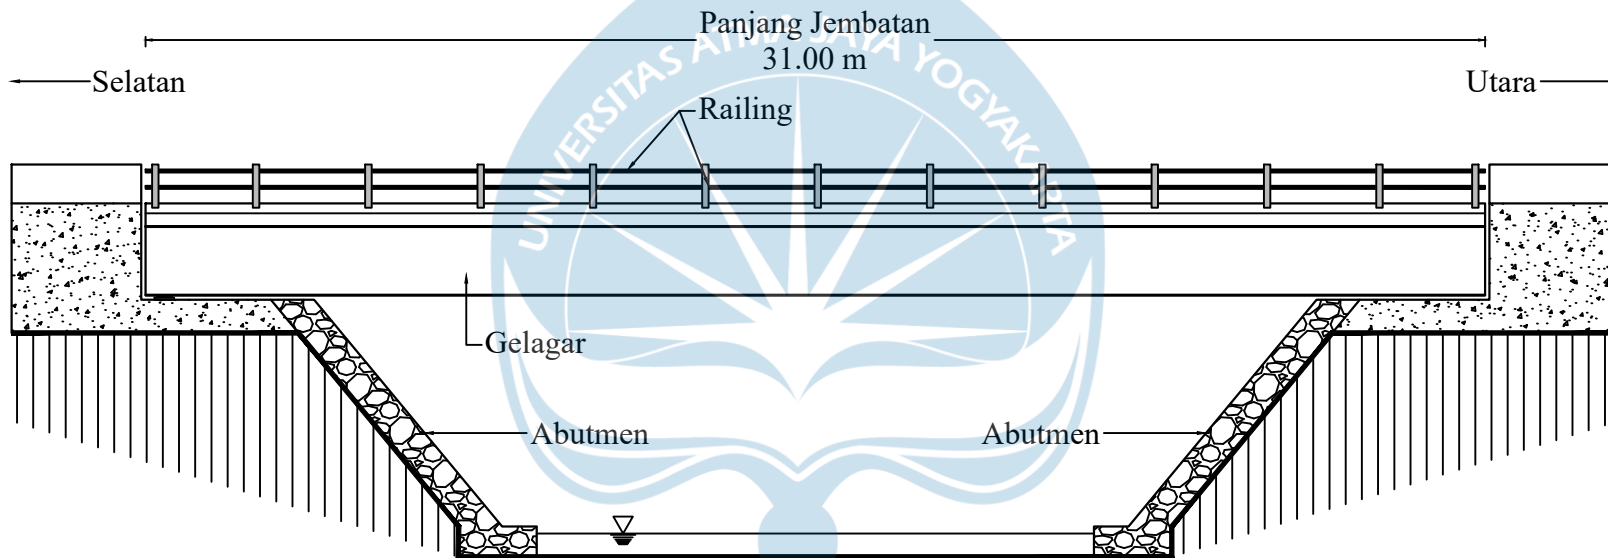 Panjang Jembatan
31.00 m
Selatan
Utara
UNIVERSITAS ATMA JAYA YOGYAKARTA
Railing
Gelagar
Abutmen
Abutmen